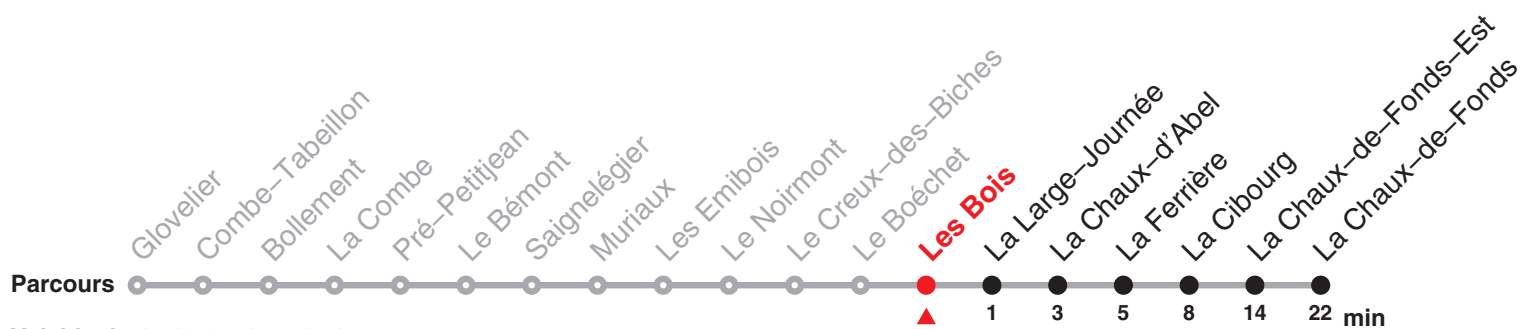 Glovelier
Combe–Tabeillon
Bollement
La Combe
Pré–Petitjean
Le Bémont
Saignelégier
Muriaux
Les Emibois
Le Noirmont
Le Creux–des–Biches
Le Boéchet
Les Bois
La Large–Journée
La Chaux–d'Abel
La Ferrière
La Cibourg
La Chaux–de–Fonds–Est
La Chaux–de–Fonds
Parcours
1 3 5 8 14 22 min